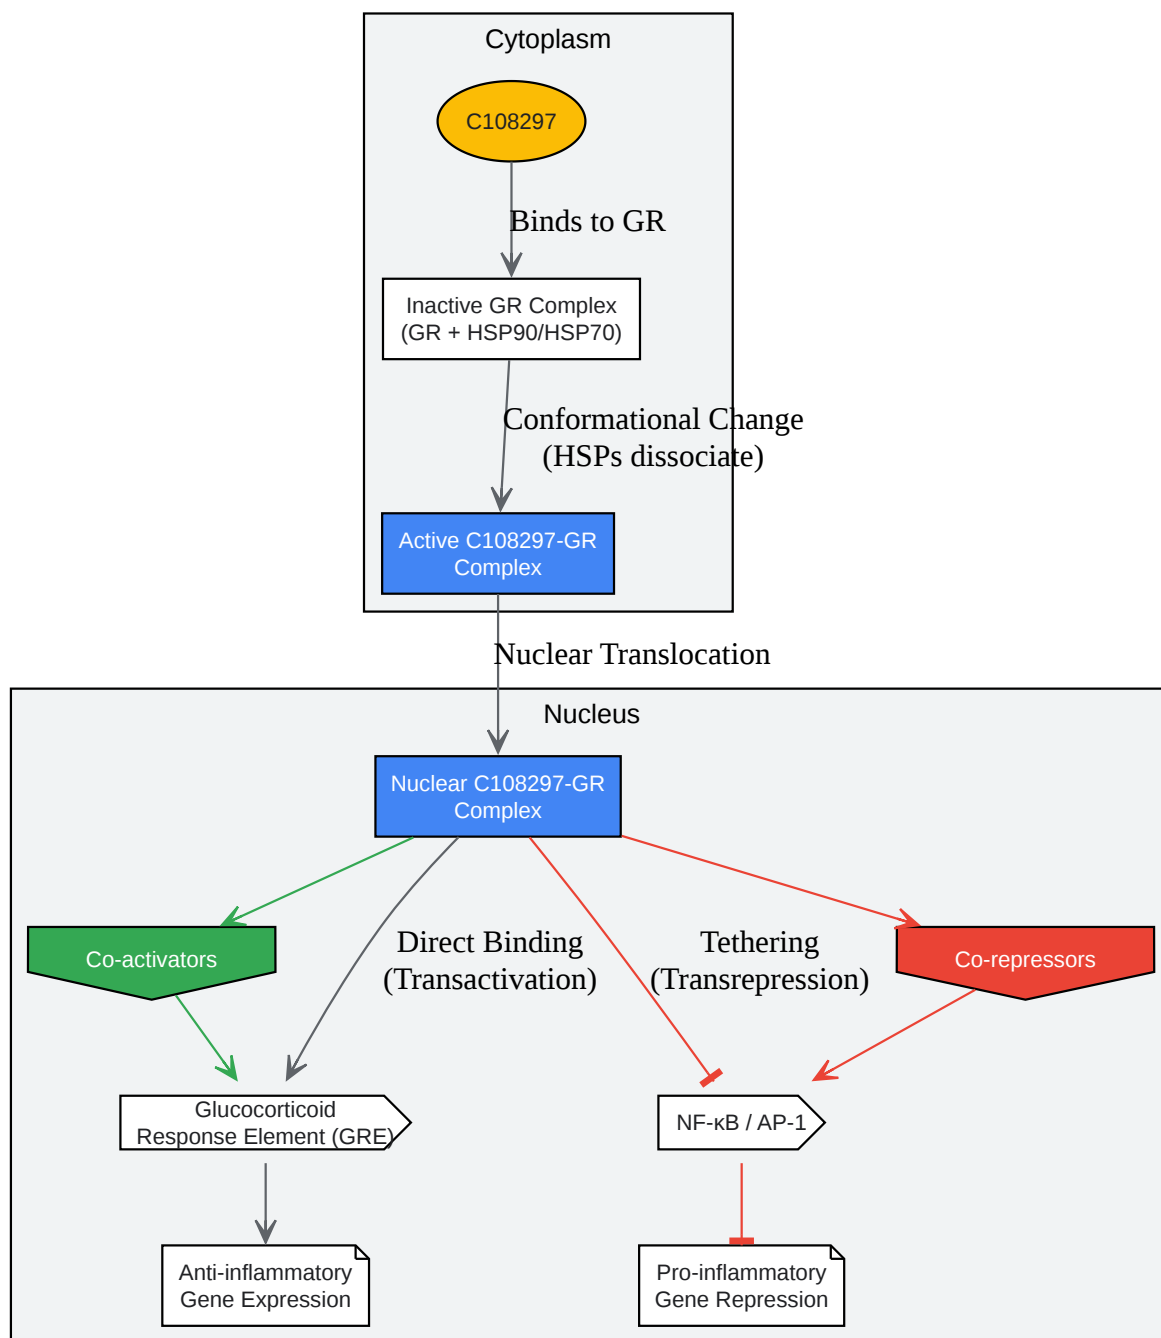 Cytoplasm
C108297
Binds to GR
Inactive GR Complex
(GR + HSP90/HSP70)
Conformational Change
(HSPs dissociate)
Active C108297-GR
Complex
Nuclear Translocation
Nucleus
Nuclear C108297-GR
Complex
Co-activators
Direct Binding
(Transactivation)
Tethering
(Transrepression)
Co-repressors
Glucocorticoid
Response Element (GRE)
NF-κB / AP-1
Anti-inflammatory
Gene Expression
Pro-inflammatory
Gene Repression